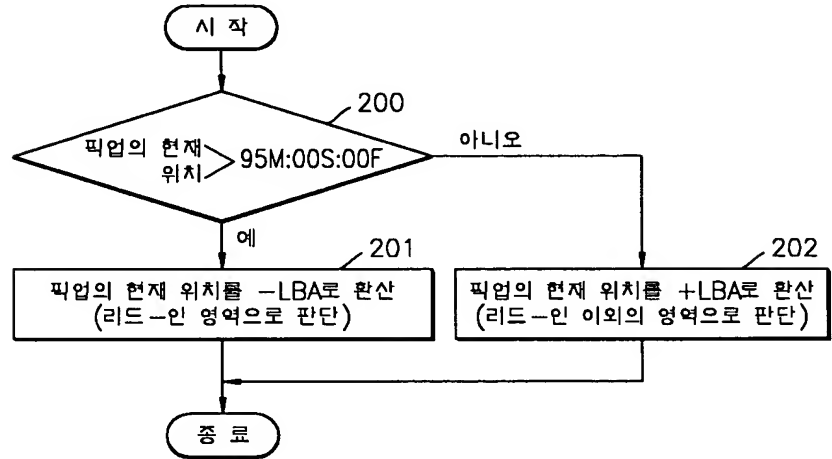 시 작
200
픽업의 현재
위치 > 95M:00S:00F
아니오
예
201
픽업의 현재 위치를 -LBA로 환산
(리드-인 영역으로 판단)
202
픽업의 현재 위치를 +LBA로 환산
(리드-인 이외의 영역으로 판단)
종 료